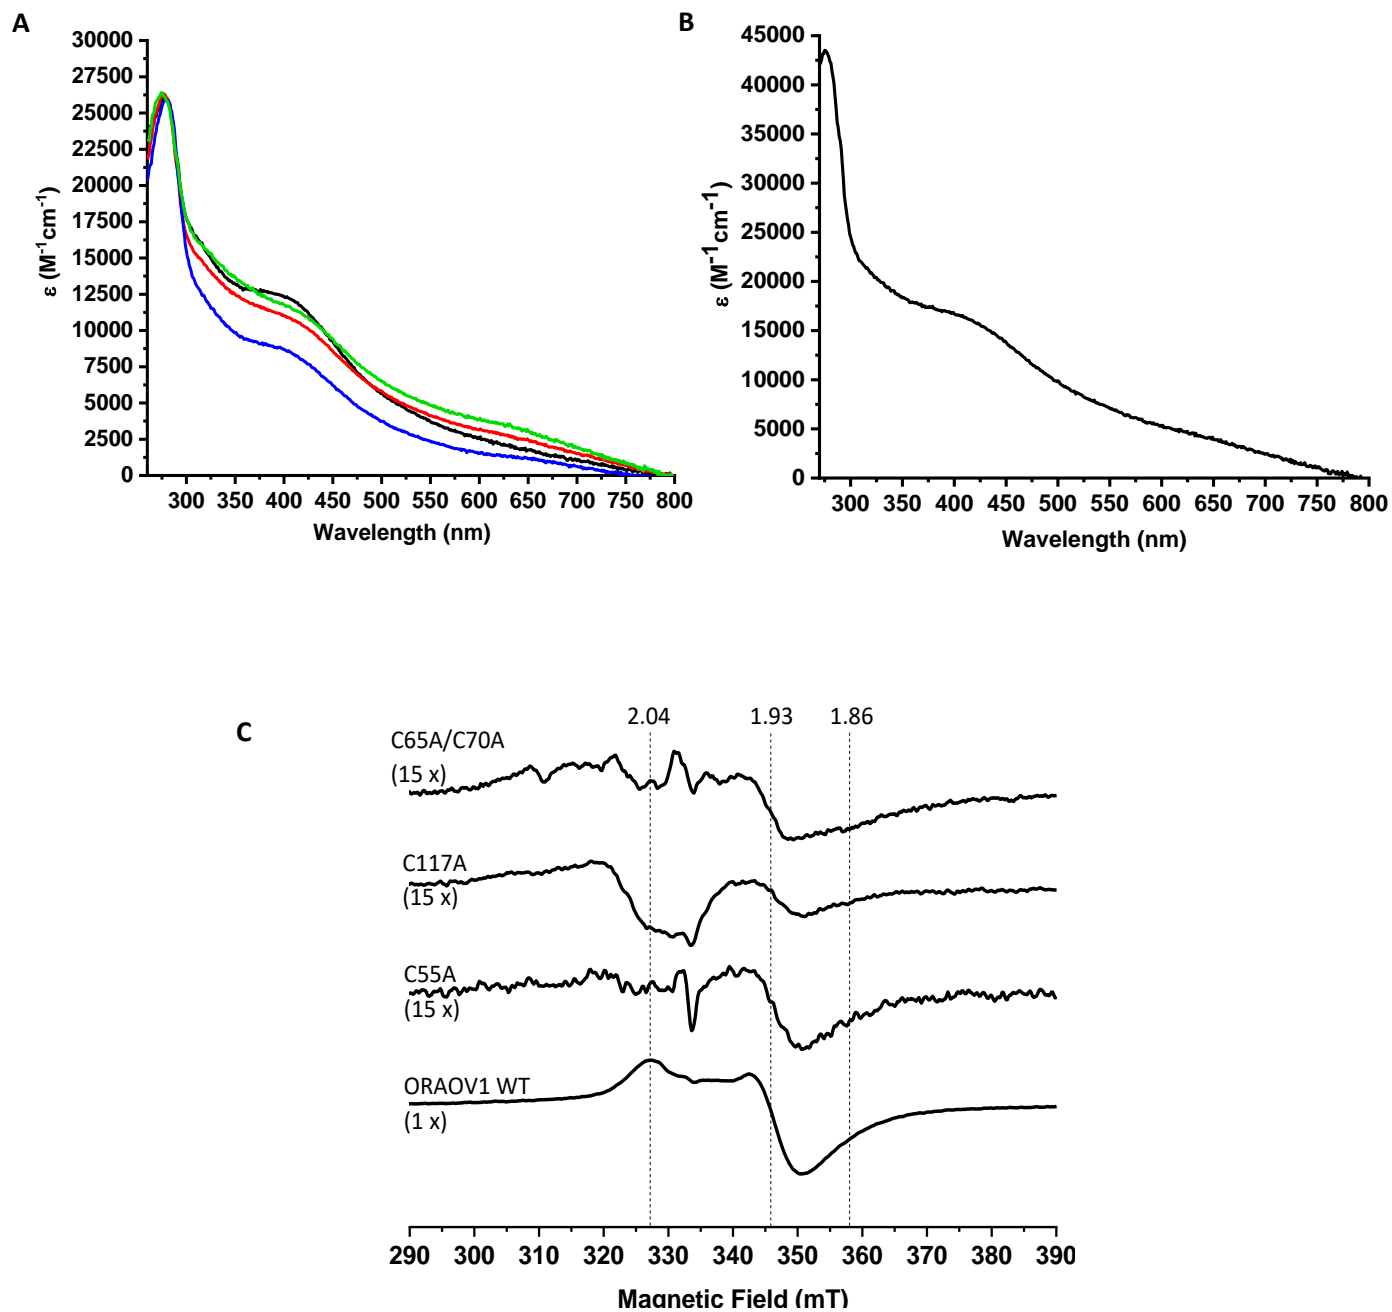 A
30000
27500
25000
22500
20000
17500
15000
12500
10000
7500
5000
2500
0
ε (M⁻¹cm⁻¹)
300 350 400 450 500 550 600 650 700 750 800
Wavelength (nm)
B
45000
40000
35000
30000
25000
20000
15000
10000
5000
0
ε (M⁻¹cm⁻¹)
300 350 400 450 500 550 600 650 700 750 800
Wavelength (nm)
C
2.04 1.93 1.86
C65A/C70A
(15 x)
C117A
(15 x)
C55A
(15 x)
ORAOV1 WT
(1 x)
290 300 310 320 330 340 350 360 370 380 390
Magnetic Field (mT)